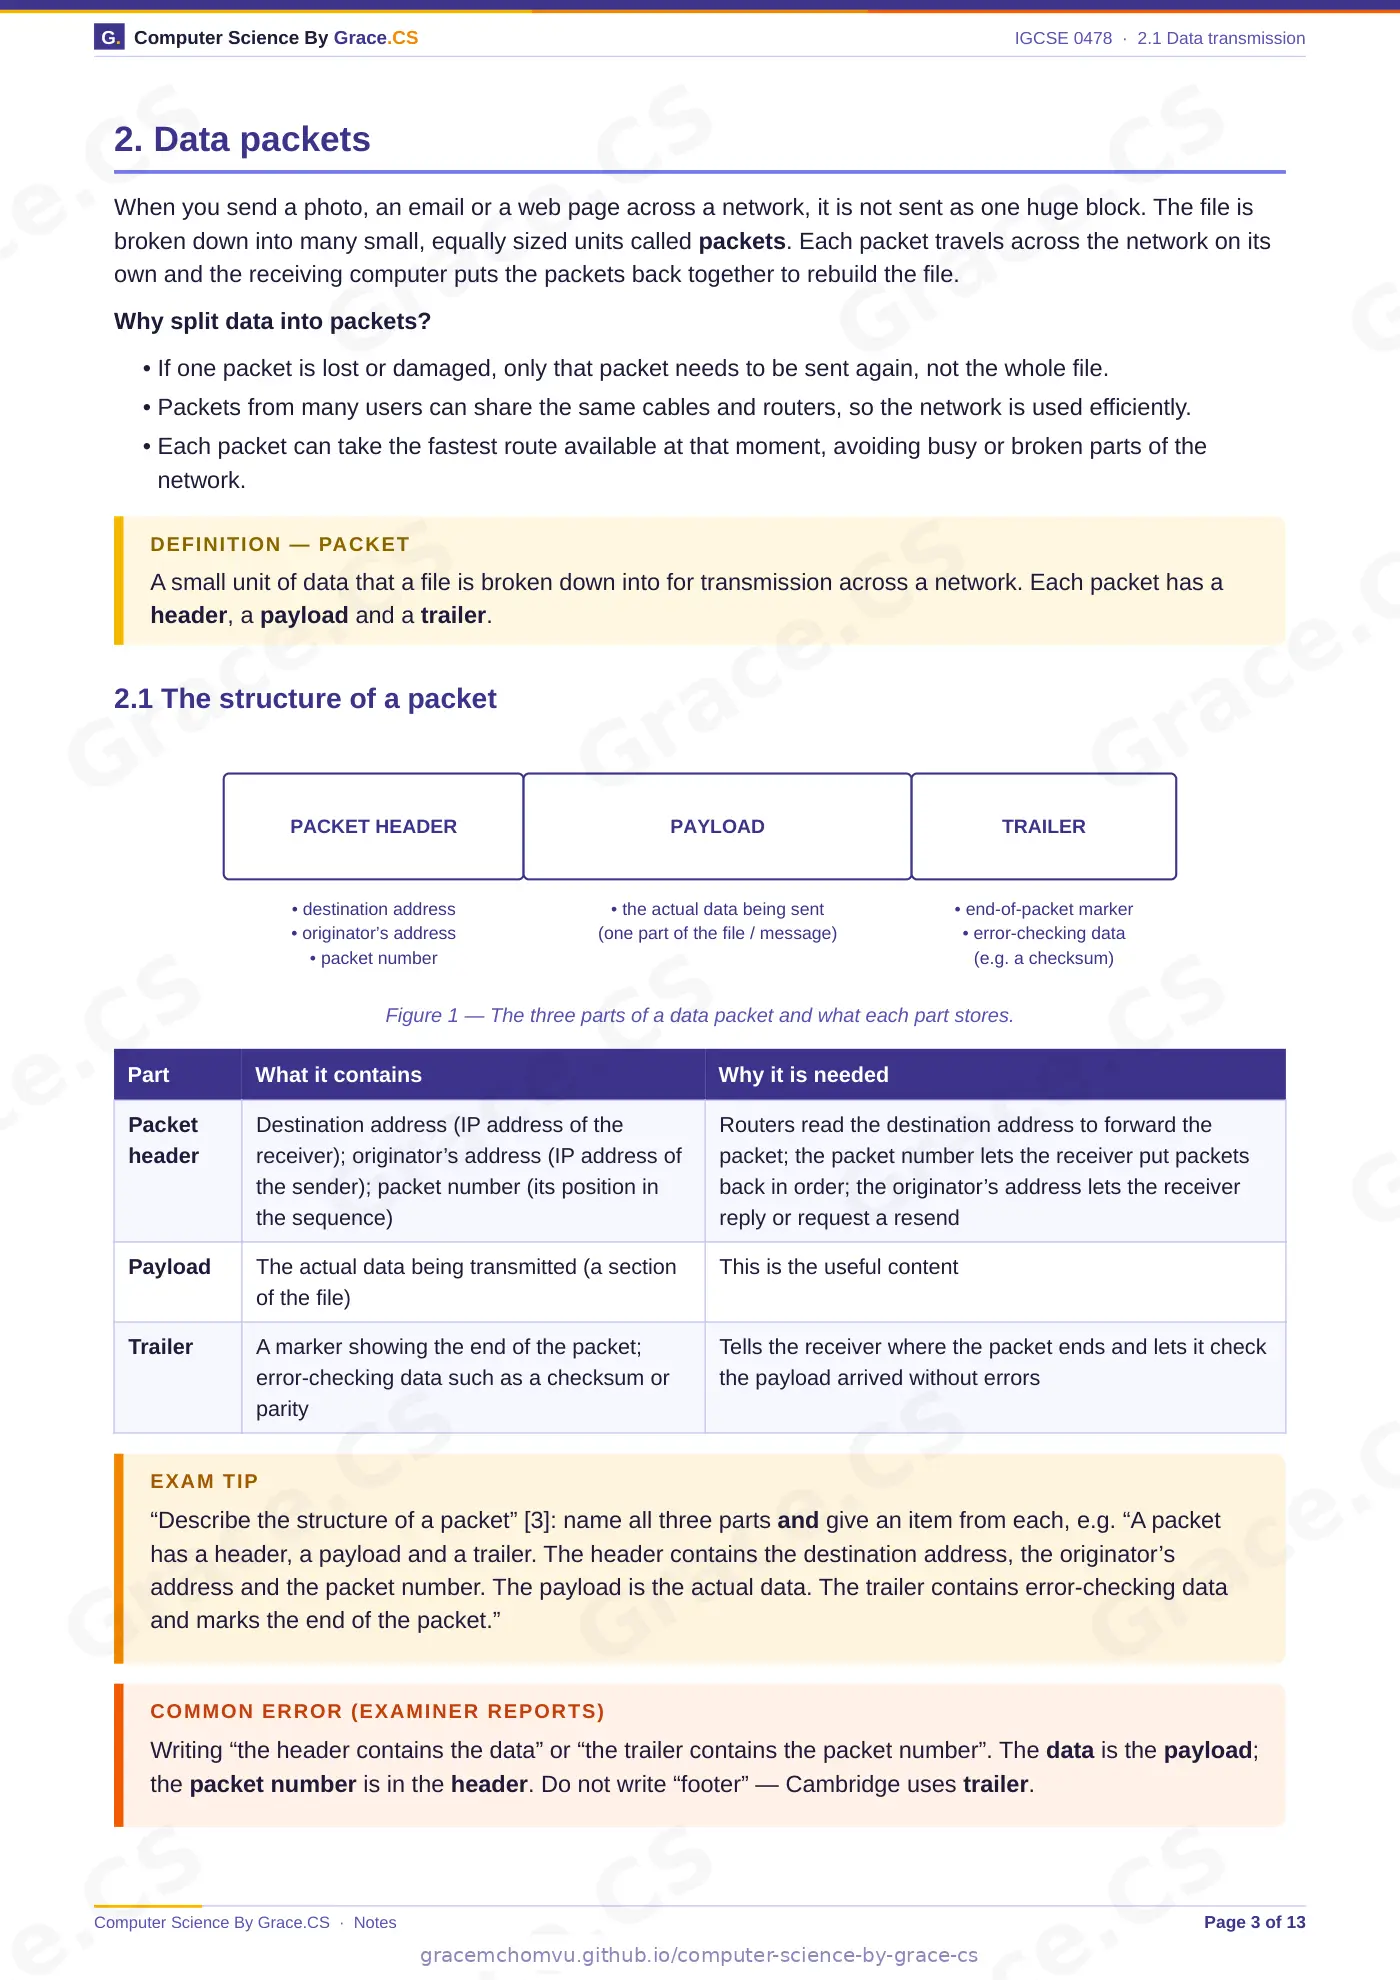 G. Computer Science By Grace.CS
IGCSE 0478 · 2.1 Data transmission
2. Data packets
When you send a photo, an email or a web page across a network, it is not sent as one huge block. The file is
broken down into many small, equally sized units called packets. Each packet travels across the network on its
own and the receiving computer puts the packets back together to rebuild the file.
Why split data into packets?
• If one packet is lost or damaged, only that packet needs to be sent again, not the whole file.
• Packets from many users can share the same cables and routers, so the network is used efficiently.
• Each packet can take the fastest route available at that moment, avoiding busy or broken parts of the
network.
DEFINITION — PACKET
A small unit of data that a file is broken down into for transmission across a network. Each packet has a
header, a payload and a trailer.
2.1 The structure of a packet
PACKET HEADER
• destination address
• originator’s address
• packet number
PAYLOAD
• the actual data being sent
(one part of the file / message)
TRAILER
• end-of-packet marker
• error-checking data
(e.g. a checksum)
Figure 1 — The three parts of a data packet and what each part stores.
Part
What it contains
Why it is needed
Packet
header
Destination address (IP address of the
receiver); originator’s address (IP address of
the sender); packet number (its position in
the sequence)
Routers read the destination address to forward the
packet; the packet number lets the receiver put packets
back in order; the originator’s address lets the receiver
reply or request a resend
Payload
The actual data being transmitted (a section
of the file)
This is the useful content
Trailer
A marker showing the end of the packet;
error-checking data such as a checksum or
parity
Tells the receiver where the packet ends and lets it check
the payload arrived without errors
EXAM TIP
“Describe the structure of a packet” [3]: name all three parts and give an item from each, e.g. “A packet
has a header, a payload and a trailer. The header contains the destination address, the originator’s
address and the packet number. The payload is the actual data. The trailer contains error-checking data
and marks the end of the packet.”
COMMON ERROR (EXAMINER REPORTS)
Writing “the header contains the data” or “the trailer contains the packet number”. The data is the payload;
the packet number is in the header. Do not write “footer” — Cambridge uses trailer.
Computer Science By Grace.CS · Notes
Page 3 of 13
gracemchomvu.github.io/computer-science-by-grace-cs